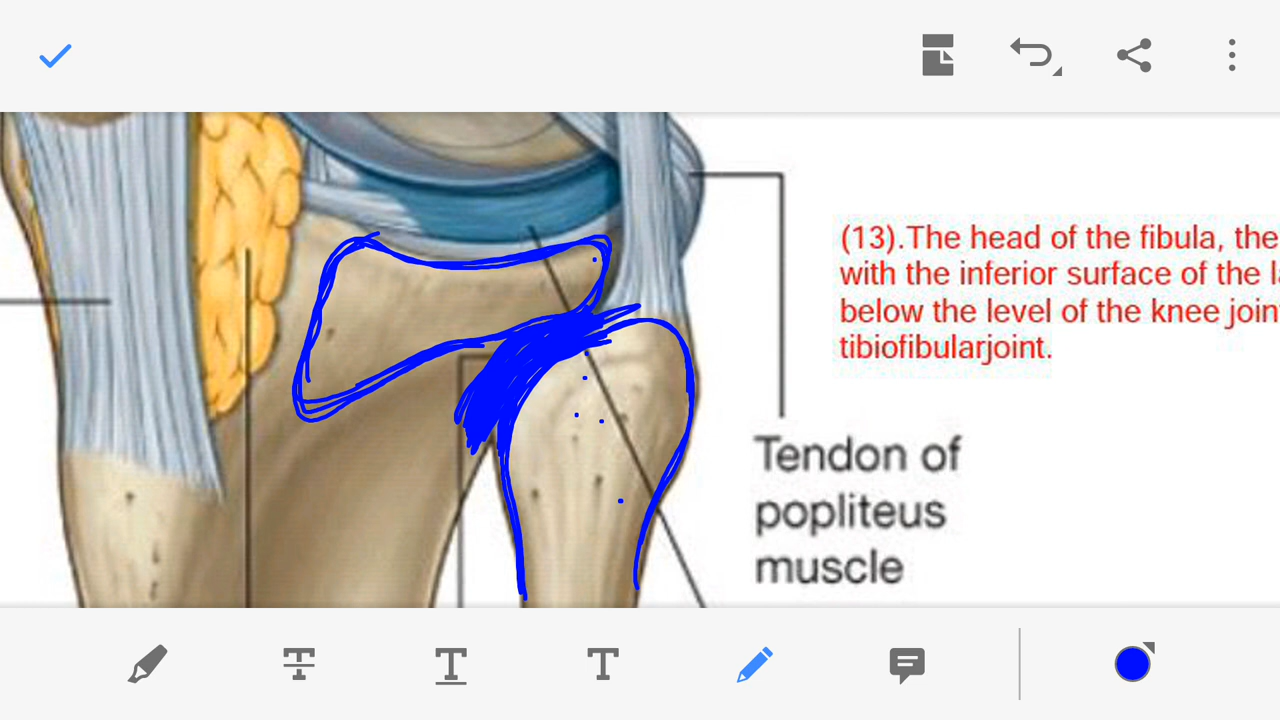 (13).The head of the fibula, the
with the inferior surface of the
below the level of the knee join
tibiofibularjoint.
Tendon of
popliteus
muscle